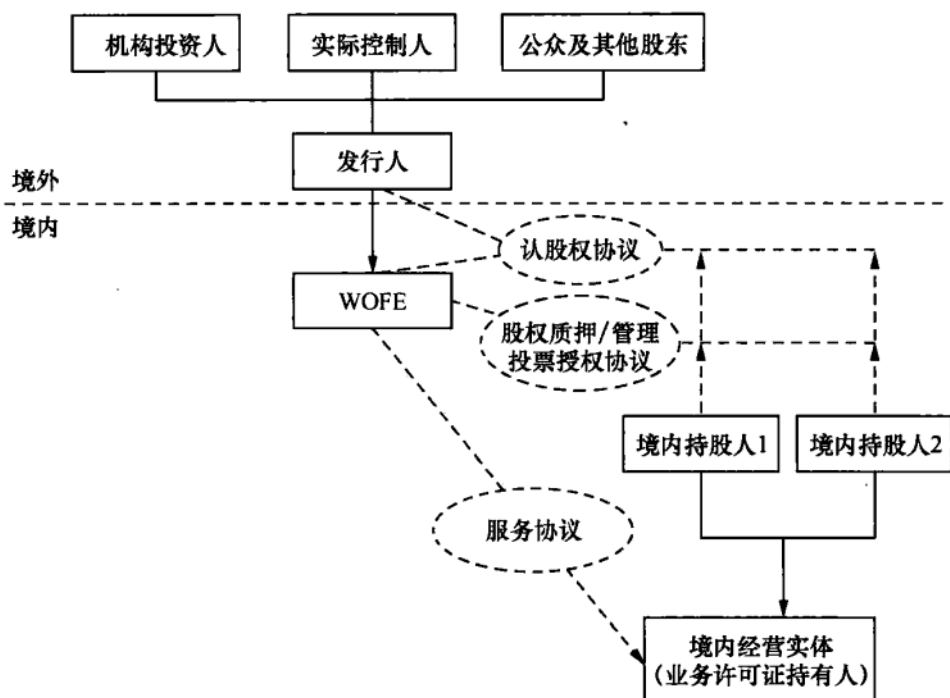 机构投资人
实际控制人
公众及其他股东
发行人
境外
境内
认股权协议
WOFE
股权质押/管理
投票授权协议
境内持股人1
境内持股人2
服务协议
境内经营实体
(业务许可证持有人)